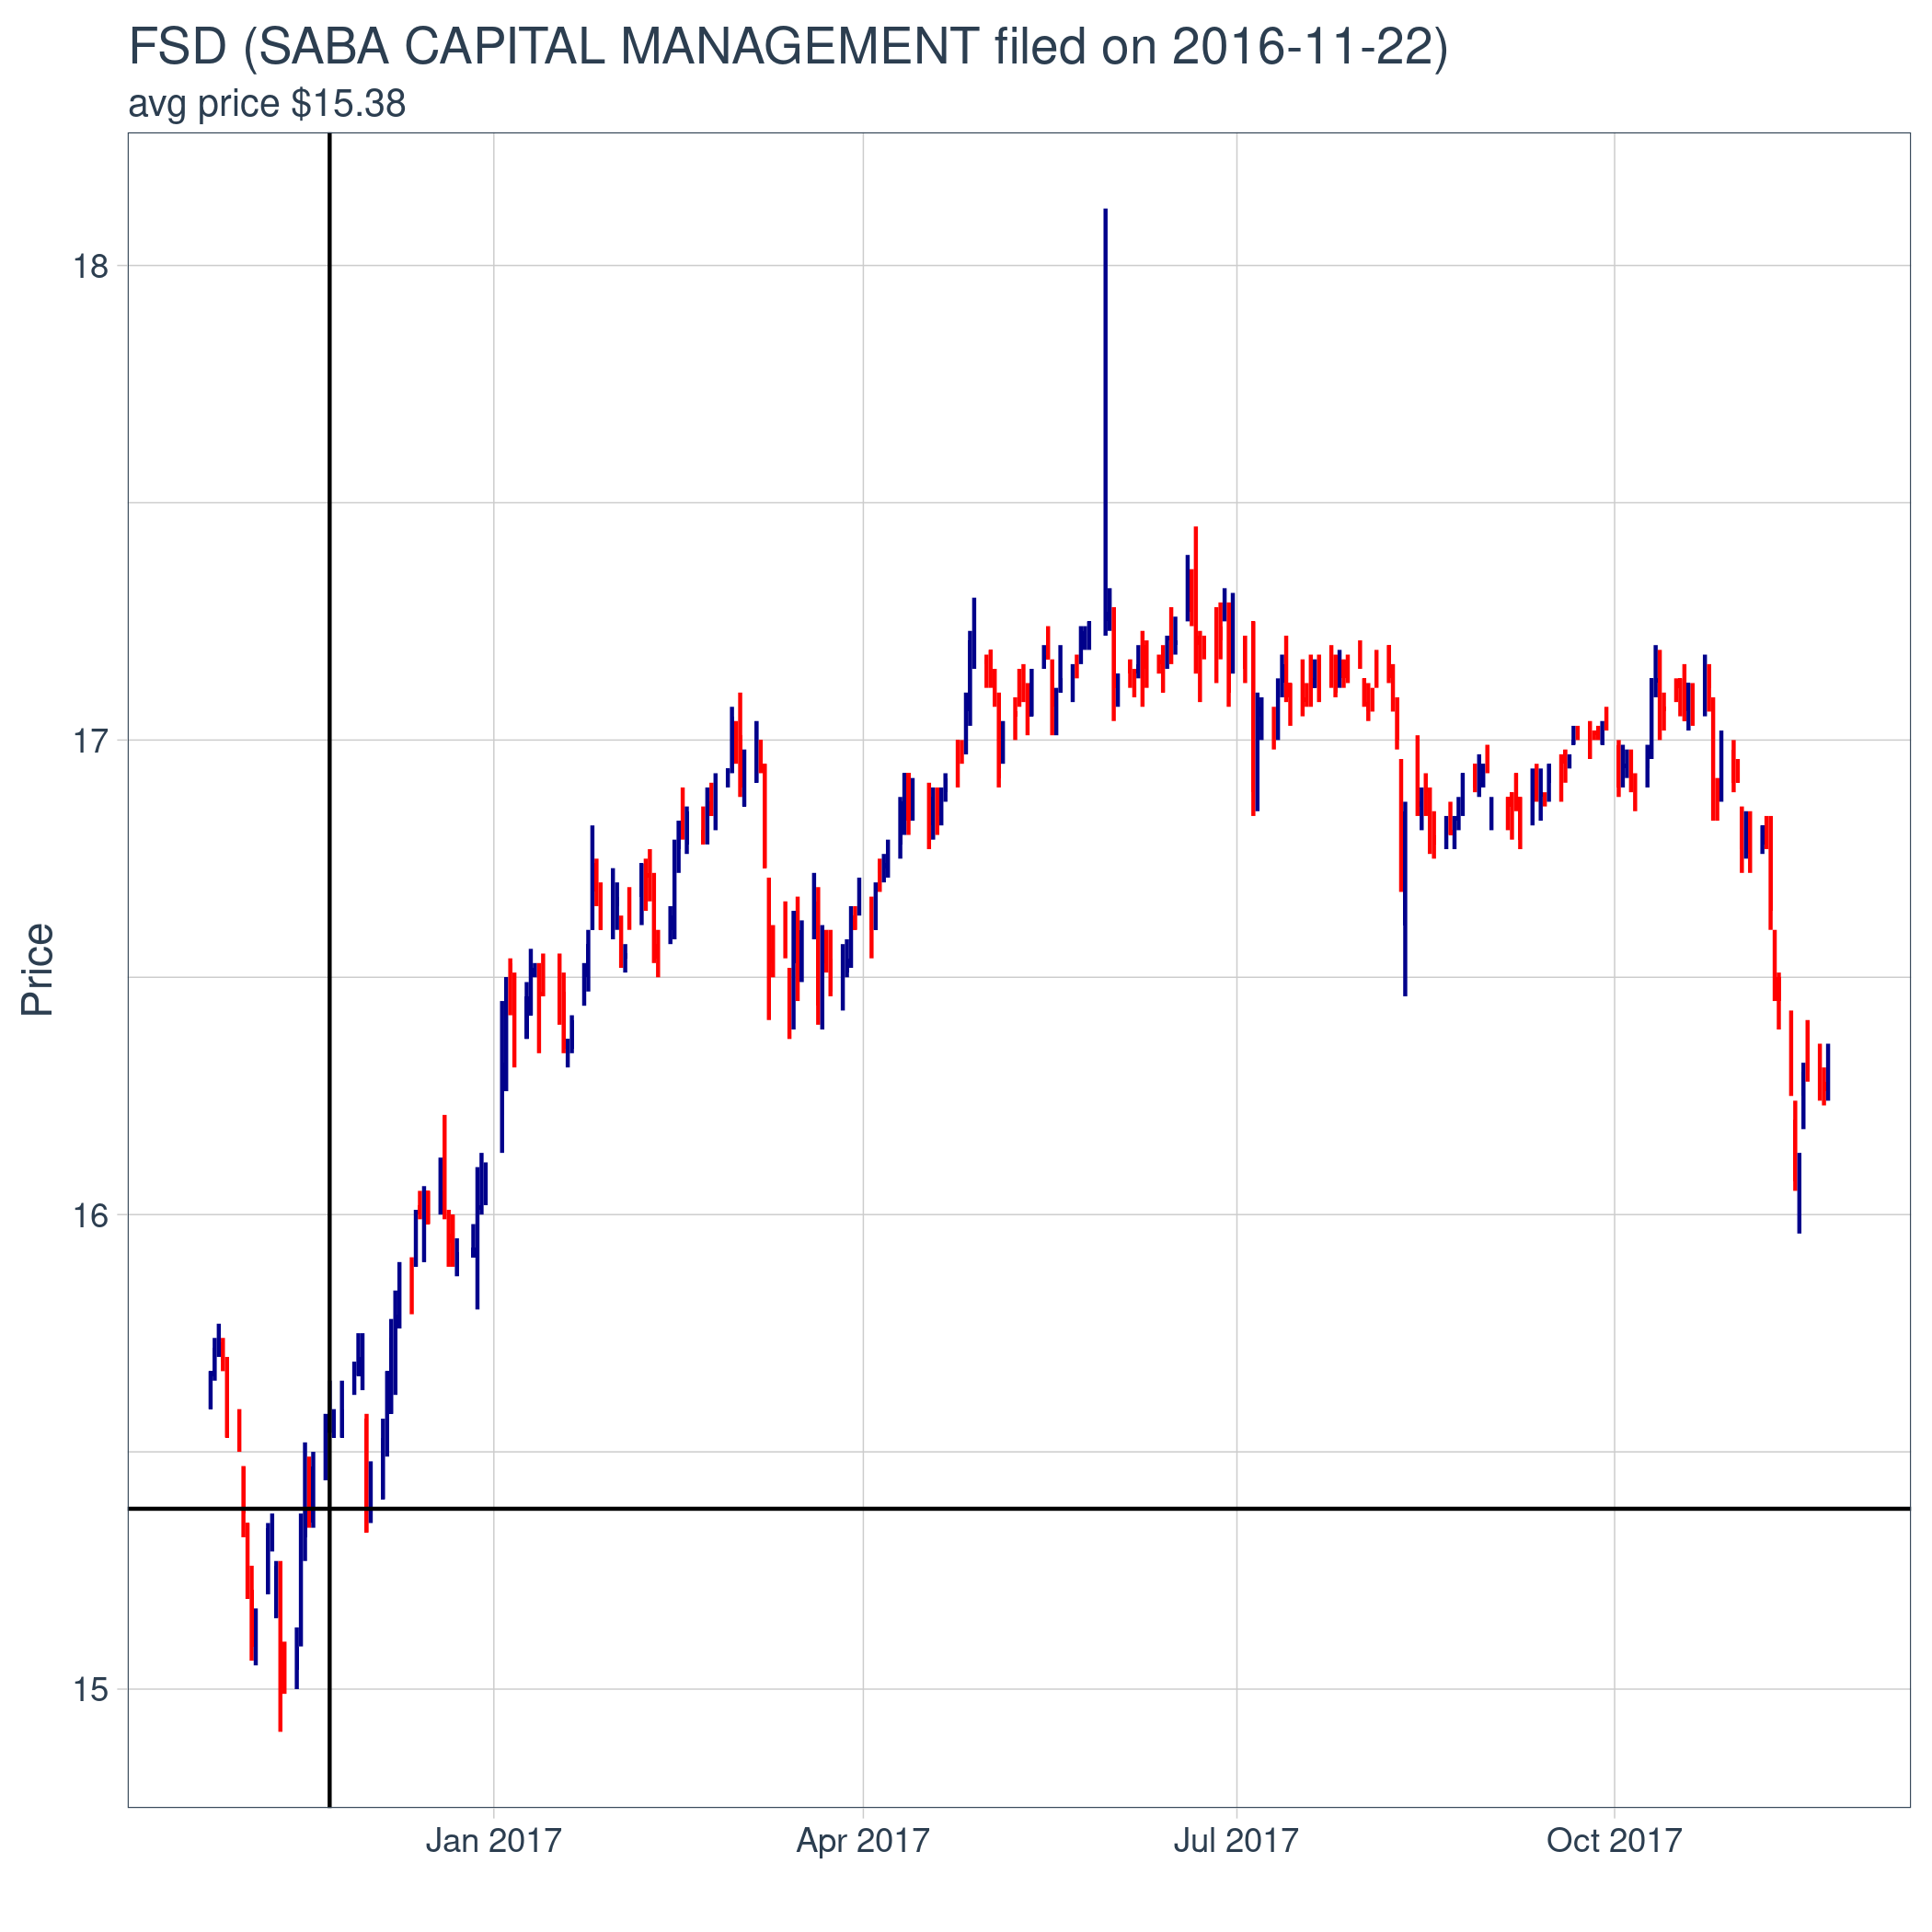 FSD (SABA CAPITAL MANAGEMENT filed on 2016-11-22)
avg price $15.38
18
17
16
15
Price
Jan 2017
Apr 2017
Jul 2017
Oct 2017